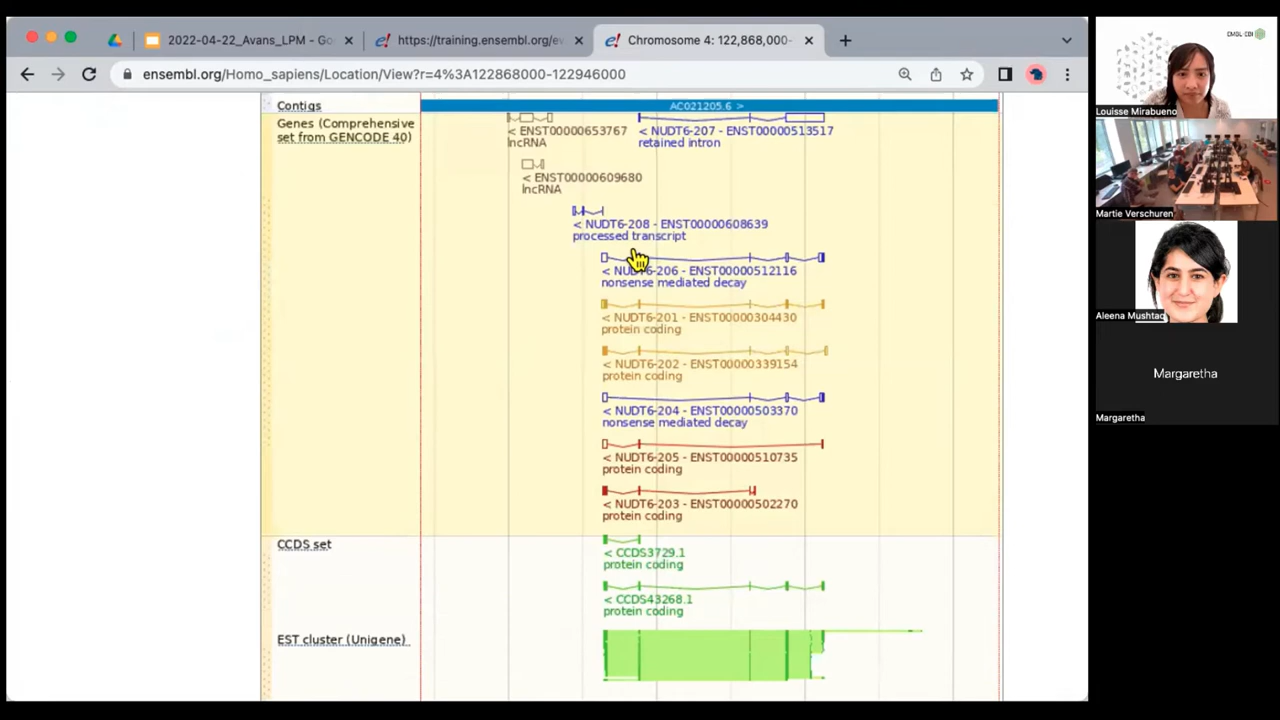 2022-04-22_Avans_LPM - Go
https://training.ensembl.org/ev
Chromosome 4: 122,868,000-
ensembl.org/Homo_sapiens/Location/View?r=4%3A122868000-122946000
Contigs
AC021205.6 >
Genes (Comprehensive
set from GENCODE 40)
< ENST00000653767
lncRNA
< NUDT6-207 - ENST00000513517
retained intron
< ENST00000609680
lncRNA
< NUDT6-208 - ENST00000608639
processed transcript
< NUDT6-206 - ENST00000512116
nonsense mediated decay
< NUDT6-201 - ENST00000304430
protein coding
< NUDT6-202 - ENST00000339154
protein coding
< NUDT6-204 - ENST00000503370
nonsense mediated decay
< NUDT6-205 - ENST00000510735
protein coding
< NUDT6-203 - ENST00000502270
protein coding
CCDS set
< CCDS3729.1
protein coding
< CCDS43268.1
protein coding
EST cluster (Unigene)
EMBL-EBI
Louisse Mirabueno
Martie Verschuren
Aleena Mushtaq
Margaretha
Margaretha